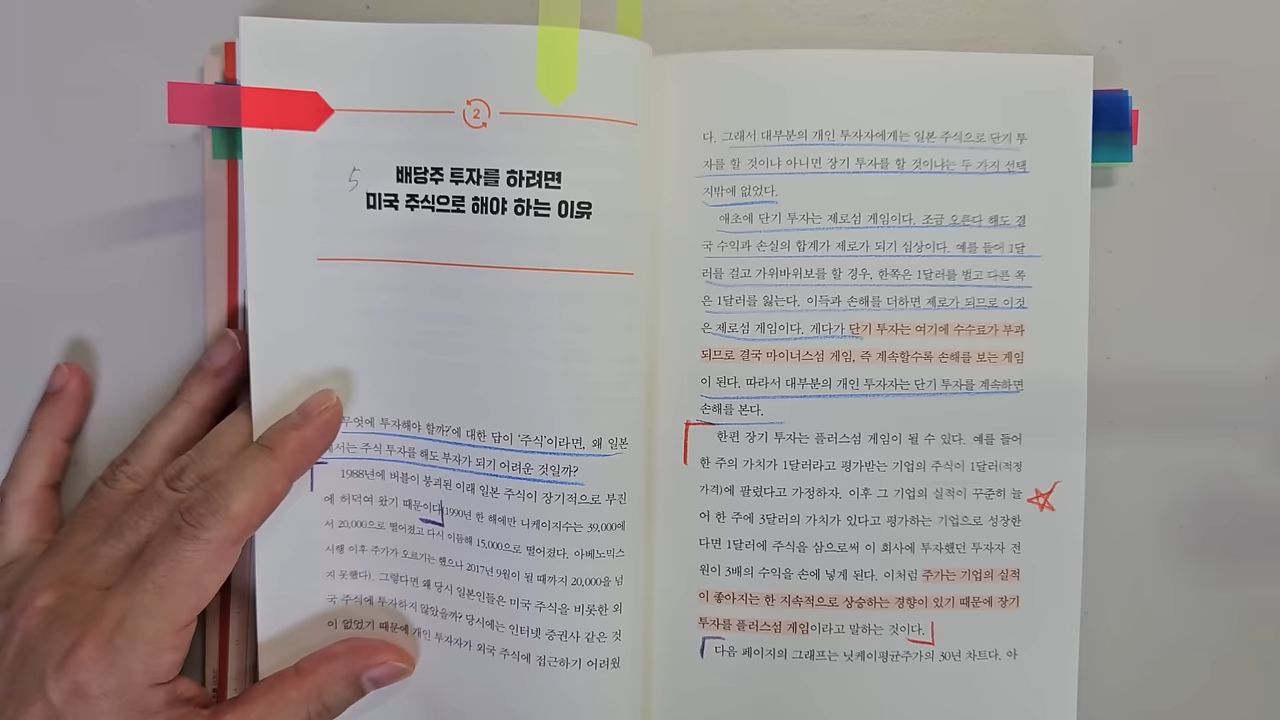 2
5
배당주 투자를 하려면
미국 주식으로 해야 하는 이유
무엇에 투자해야 할까?'에 대한 답이 '주식'이라면, 왜 일본
에서는 주식 투자를 해도 부자가 되기 어려운 것일까?
1988년에 버블이 붕괴된 이래 일본 주식이 장기적으로 부진
에 허덕여 왔기 때문이다(1990년 한 해에만 니케이지수는 39,000에
서 20,000으로 떨어졌고 다시 이듬해 15,000으로 떨어졌다. 아베노믹스
시행 이후 주가가 오르기는 했으나 2017년 9월이 될 때까지 20,000을 넘
지 못했다). 그렇다면 왜 당시 일본인들은 미국 주식을 비롯한 외
국 주식에 투자하지 않았을까? 당시에는 인터넷 증권사 같은 것
이 없었기 때문에 개인 투자자가 외국 주식에 접근하기 어려웠
다. 그래서 대부분의 개인 투자자에게는 일본 주식으로 단기 투
자를 할 것이냐 아니면 장기 투자를 할 것이냐는 두 가지 선택
지밖에 없었다.
애초에 단기 투자는 제로섬 게임이다. 조금 오른다 해도 결
국 수익과 손실의 합계가 제로가 되기 십상이다. 예를 들어 1달
러를 걸고 가위바위보를 할 경우, 한쪽은 1달러를 벌고 다른 쪽
은 1달러를 잃는다. 이득과 손해를 더하면 제로가 되므로 이것
은 제로섬 게임이다. 게다가 단기 투자는 여기에 수수료가 부과
되므로 결국 마이너스섬 게임, 즉 계속할수록 손해를 보는 게임
이 된다. 따라서 대부분의 개인 투자자는 단기 투자를 계속하면
손해를 본다.
한편 장기 투자는 플러스섬 게임이 될 수 있다. 예를 들어
한 주의 가치가 1달러라고 평가받는 기업의 주식이 1달러(적정
가격)에 팔렸다고 가정하자. 이후 그 기업의 실적이 꾸준히 늘
어 한 주에 3달러의 가치가 있다고 평가하는 기업으로 성장한
다면 1달러에 주식을 삼으로써 이 회사에 투자했던 투자자 전
원이 3배의 수익을 손에 넣게 된다. 이처럼 주가는 기업의 실적
이 좋아지는 한 지속적으로 상승하는 경향이 있기 때문에 장기
투자를 플러스섬 게임이라고 말하는 것이다.
다음 페이지의 그래프는 닛케이평균주가의 30년 차트다. 아